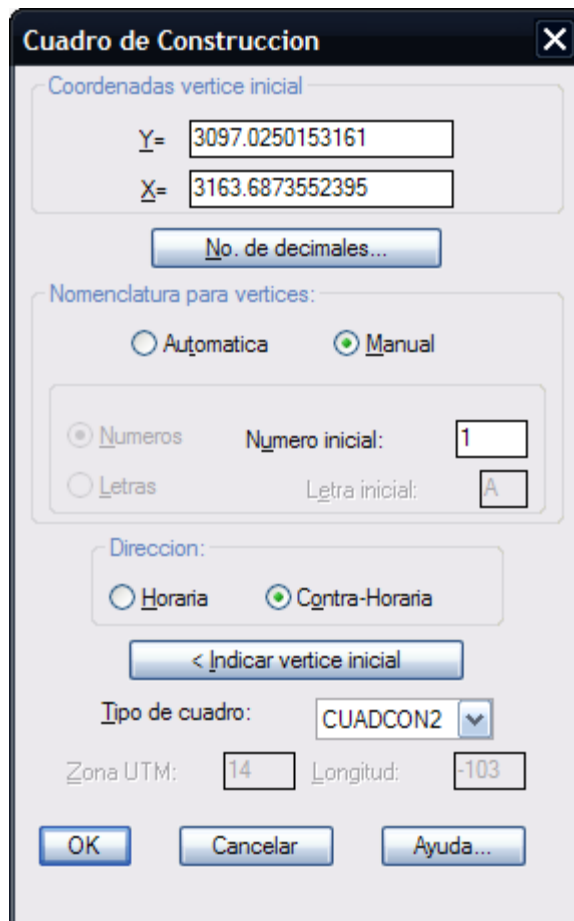 Cuadro de Construccion
Coordenadas vertice inicial
Y= 3097.0250153161
X= 3163.6873552395
No. de decimales...
Nomenclatura para vertices:
Automatica Manual
Numeros Numero inicial: 1
Letras Letra inicial: A
Direccion:
Horaria Contra-Horaria
< Indicar vertice inicial
Tipo de cuadro: CUADCON2
Zona UTM: 14 Longitud: -103
OK Cancelar Ayuda...